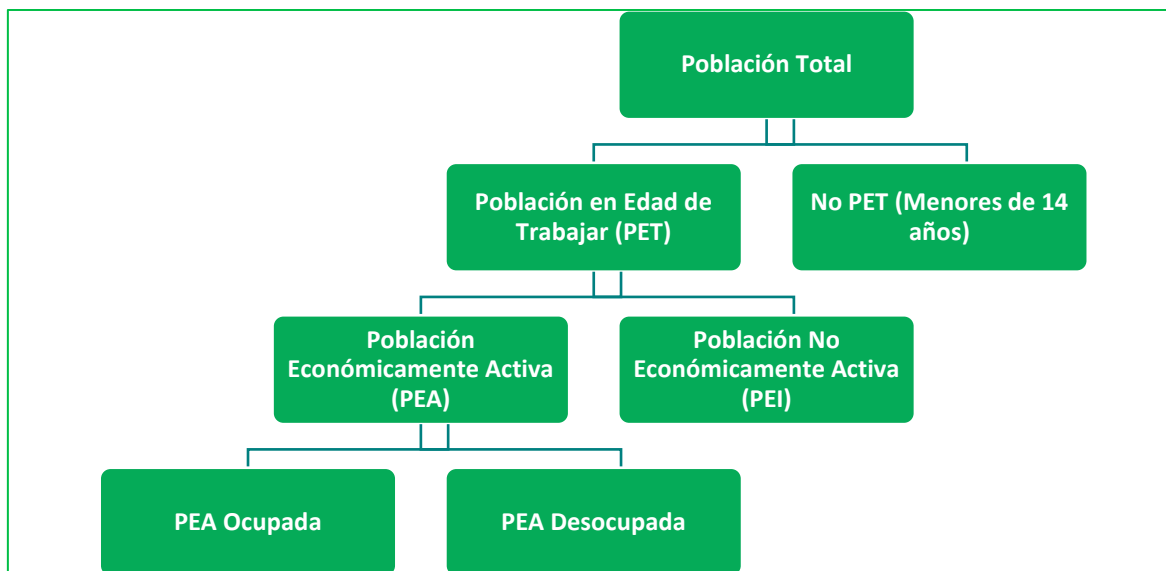 Población Total
Población en Edad de
Trabajar (PET)
No PET (Menores de 14
años)
Población
Económicamente Activa
(PEA)
Población No
Económicamente Activa
(PEI)
PEA Ocupada
PEA Desocupada